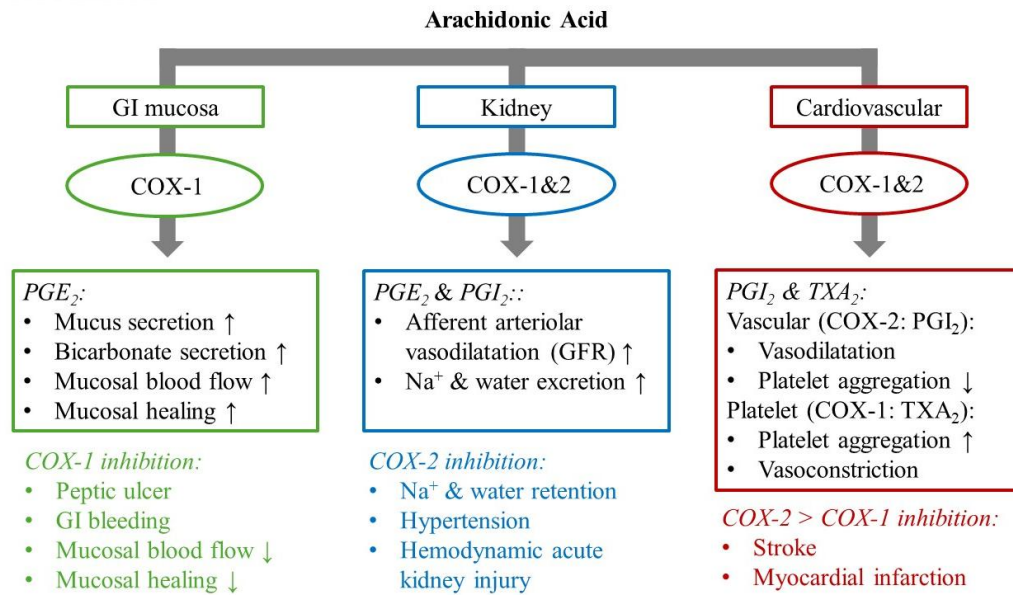 Arachidonic Acid
GI mucosa
COX-1
PGE₂:
• Mucus secretion ↑
• Bicarbonate secretion ↑
• Mucosal blood flow ↑
• Mucosal healing ↑
COX-1 inhibition:
• Peptic ulcer
• GI bleeding
• Mucosal blood flow ↓
• Mucosal healing ↓
Kidney
COX-1&2
PGE₂ & PGI₂::
• Afferent arteriolar
vasodilatation (GFR) ↑
• Na⁺ & water excretion ↑
COX-2 inhibition:
• Na⁺ & water retention
• Hypertension
• Hemodynamic acute
kidney injury
Cardiovascular
COX-1&2
PGI₂ & TXA₂:
Vascular (COX-2: PGI₂):
• Vasodilatation
• Platelet aggregation ↓
Platelet (COX-1: TXA₂):
• Platelet aggregation ↑
• Vasoconstriction
COX-2 > COX-1 inhibition:
• Stroke
• Myocardial infarction